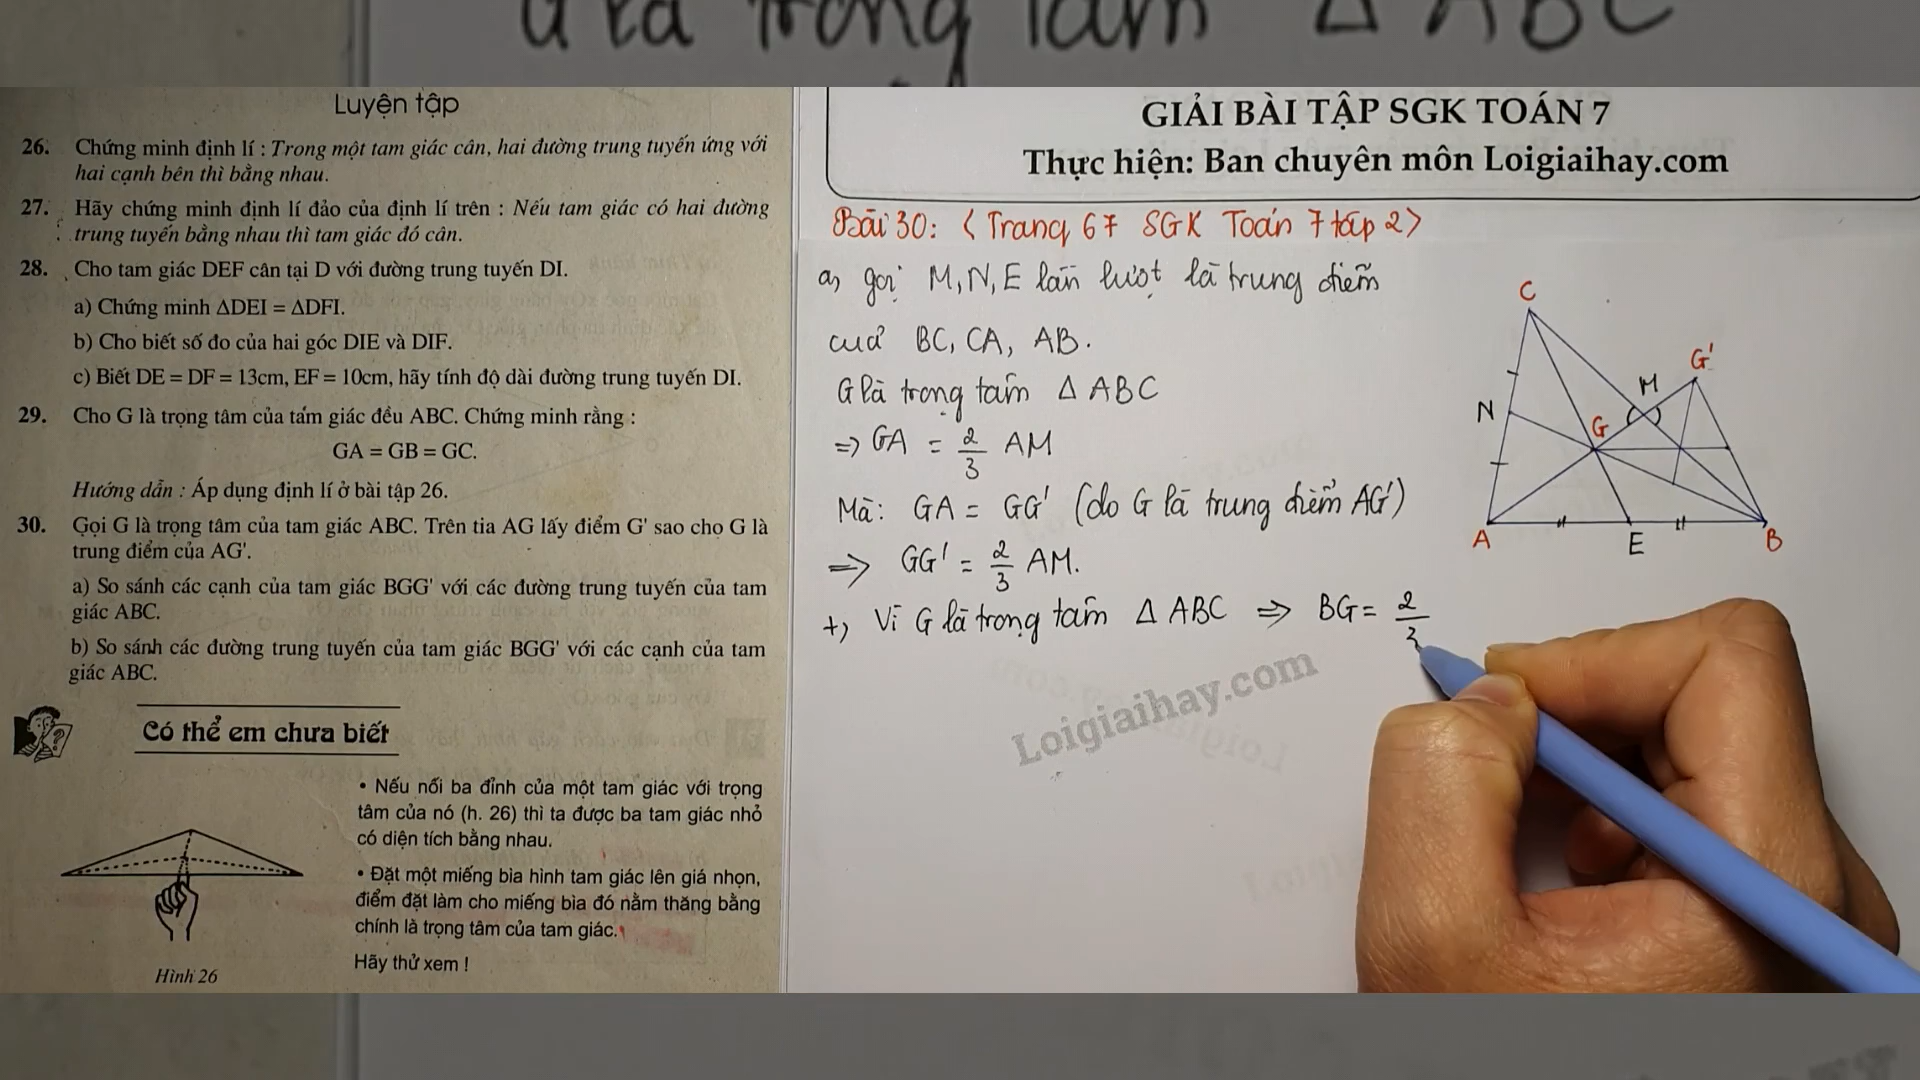 G là trọng tâm Δ ABC
Luyện tập
26. Chứng minh định lí : Trong một tam giác cân, hai đường trung tuyến ứng với
hai cạnh bên thì bằng nhau.
27. Hãy chứng minh định lí đảo của định lí trên : Nếu tam giác có hai đường
trung tuyến bằng nhau thì tam giác đó cân.
28. Cho tam giác DEF cân tại D với đường trung tuyến DI.
a) Chứng minh ΔDEI = ΔDFI.
b) Cho biết số đo của hai góc DIE và DIF.
c) Biết DE = DF = 13cm, EF = 10cm, hãy tính độ dài đường trung tuyến DI.
29. Cho G là trọng tâm của tam giác đều ABC. Chứng minh rằng :
GA = GB = GC.
Hướng dẫn : Áp dụng định lí ở bài tập 26.
30. Gọi G là trọng tâm của tam giác ABC. Trên tia AG lấy điểm G' sao cho G là
trung điểm của AG'.
a) So sánh các cạnh của tam giác BGG' với các đường trung tuyến của tam
giác ABC.
b) So sánh các đường trung tuyến của tam giác BGG' với các cạnh của tam
giác ABC.
Có thể em chưa biết
• Nếu nối ba đỉnh của một tam giác với trọng
tâm của nó (h. 26) thì ta được ba tam giác nhỏ
có diện tích bằng nhau.
• Đặt một miếng bìa hình tam giác lên giá nhọn,
điểm đặt làm cho miếng bìa đó nằm thăng bằng
chính là trọng tâm của tam giác.
Hãy thử xem !
Hình 26
GIẢI BÀI TẬP SGK TOÁN 7
Thực hiện: Ban chuyên môn Loigiaihay.com
Bài 30: < Trang 67 SGK Toán 7 tập 2 >
a, gọi M, N, E lần lượt là trung điểm
của BC, CA, AB.
G là trọng tâm Δ ABC
=> GA = 2/3 AM
Mà: GA = GG' (do G là trung điểm AG')
=> GG' = 2/3 AM.
+, Vì G là trọng tâm Δ ABC => BG = 2/3
C
G'
M
N
G
A
E
B
Loigiaihay.com